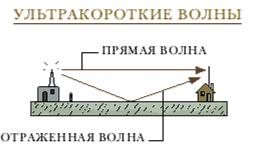 УЛЬТРАКОРОТКИЕ ВОЛНЫ
ПРЯМАЯ ВОЛНА
ОТРАЖЕННАЯ ВОЛНА